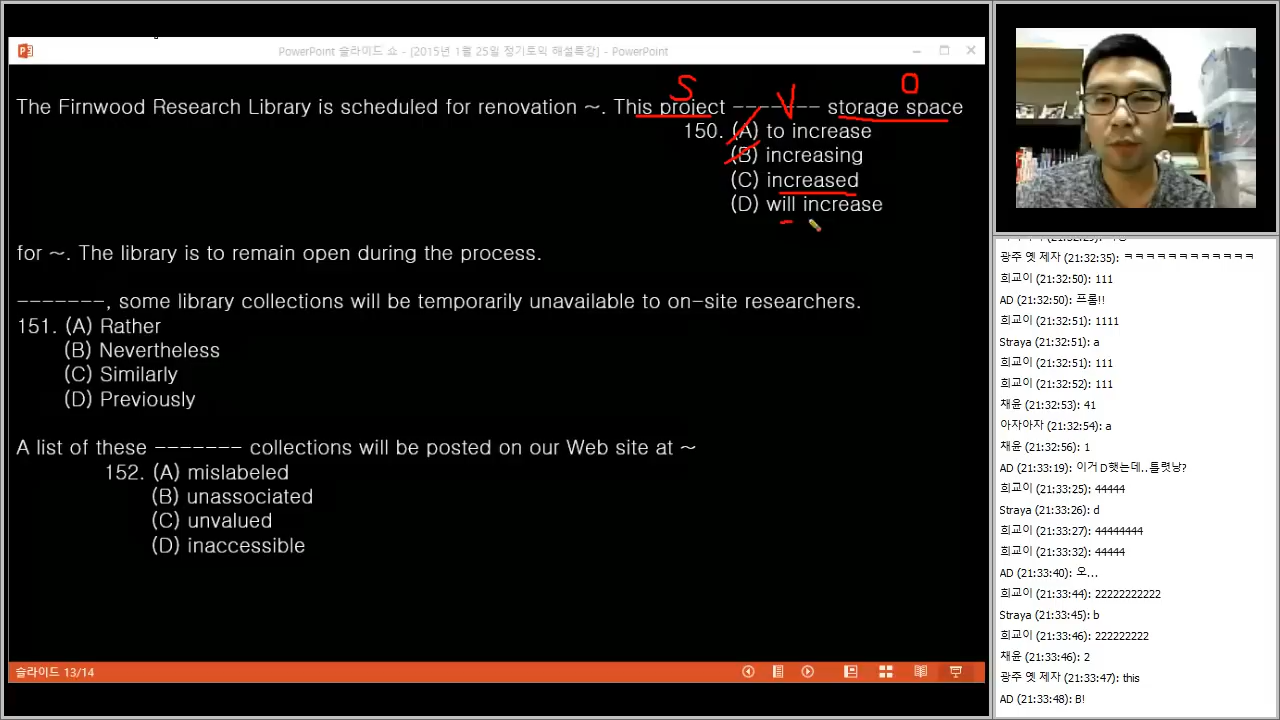 PowerPoint 슬라이드 쇼 - [2015년 1월 25일 정기토익 해설특강] - PowerPoint
S V O
The Firnwood Research Library is scheduled for renovation ~. This project ------- storage space
150. (A) to increase
(B) increasing
(C) increased
(D) will increase
for ~. The library is to remain open during the process.
-------, some library collections will be temporarily unavailable to on-site researchers.
151. (A) Rather
(B) Nevertheless
(C) Similarly
(D) Previously
A list of these ------- collections will be posted on our Web site at ~
152. (A) mislabeled
(B) unassociated
(C) unvalued
(D) inaccessible
슬라이드 13/14
광주 옛 제자 (21:32:35): ㅋㅋㅋㅋㅋㅋㅋㅋㅋㅋㅋㅋ
희교이 (21:32:50): 111
AD (21:32:50): 프롬!!
희교이 (21:32:51): 1111
Straya (21:32:51): a
희교이 (21:32:51): 111
희교이 (21:32:52): 111
채윤 (21:32:53): 41
아자아자 (21:32:54): a
채윤 (21:32:56): 1
AD (21:33:19): 이거 D했는데..틀렷낭?
희교이 (21:33:25): 44444
Straya (21:33:26): d
희교이 (21:33:27): 44444444
희교이 (21:33:32): 44444
AD (21:33:40): 오...
희교이 (21:33:44): 22222222222
Straya (21:33:45): b
희교이 (21:33:46): 222222222
채윤 (21:33:46): 2
광주 옛 제자 (21:33:47): this
AD (21:33:48): B!